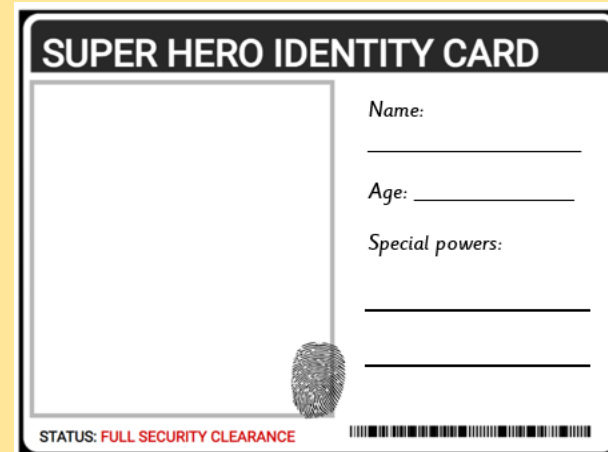 SUPER HERO IDENTITY CARD
Name:
Age:
Special powers:
STATUS: FULL SECURITY CLEARANCE